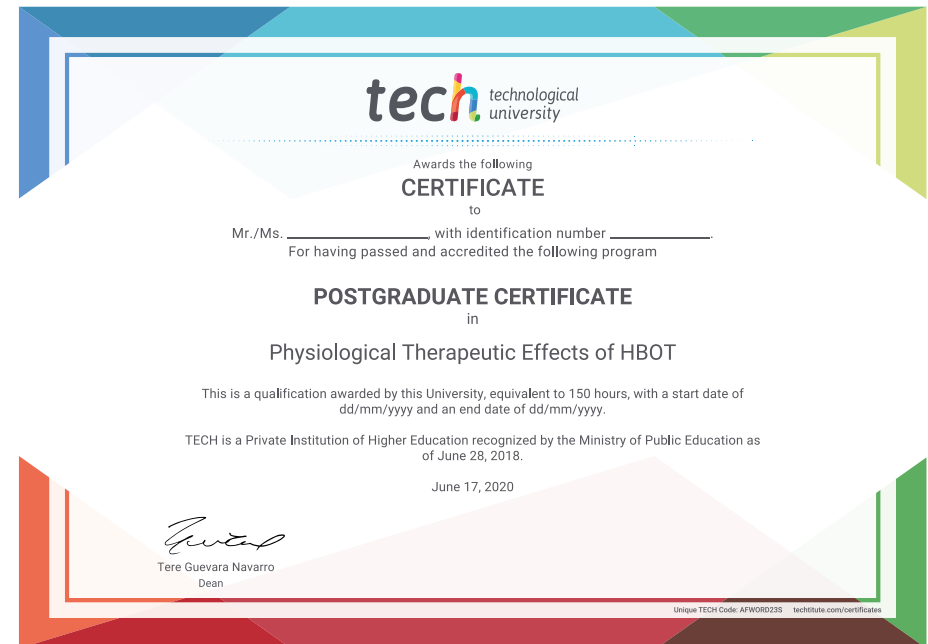 tech technological
university
Awards the following
CERTIFICATE
to
Mr./Ms. ____________, with identification number ____________.
For having passed and accredited the following program
POSTGRADUATE CERTIFICATE
in
Physiological Therapeutic Effects of HBOT
This is a qualification awarded by this University, equivalent to 150 hours, with a start date of
dd/mm/yyyy and an end date of dd/mm/yyyy.
TECH is a Private Institution of Higher Education recognized by the Ministry of Public Education as
of June 28, 2018.
June 17, 2020
Tere Guevara Navarro
Dean
Unique TECH Code: AFWORD23S techtitute.com/certificates